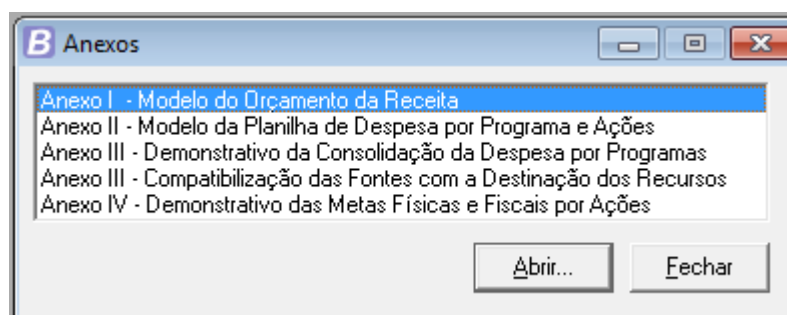 B Anexos
Anexo I - Modelo do Orçamento da Receita
Anexo II - Modelo da Planilha de Despesa por Programa e Ações
Anexo III - Demonstrativo da Consolidação da Despesa por Programas
Anexo III - Compatibilização das Fontes com a Destinação dos Recursos
Anexo IV - Demonstrativo das Metas Físicas e Fiscais por Ações
Abrir... Fechar